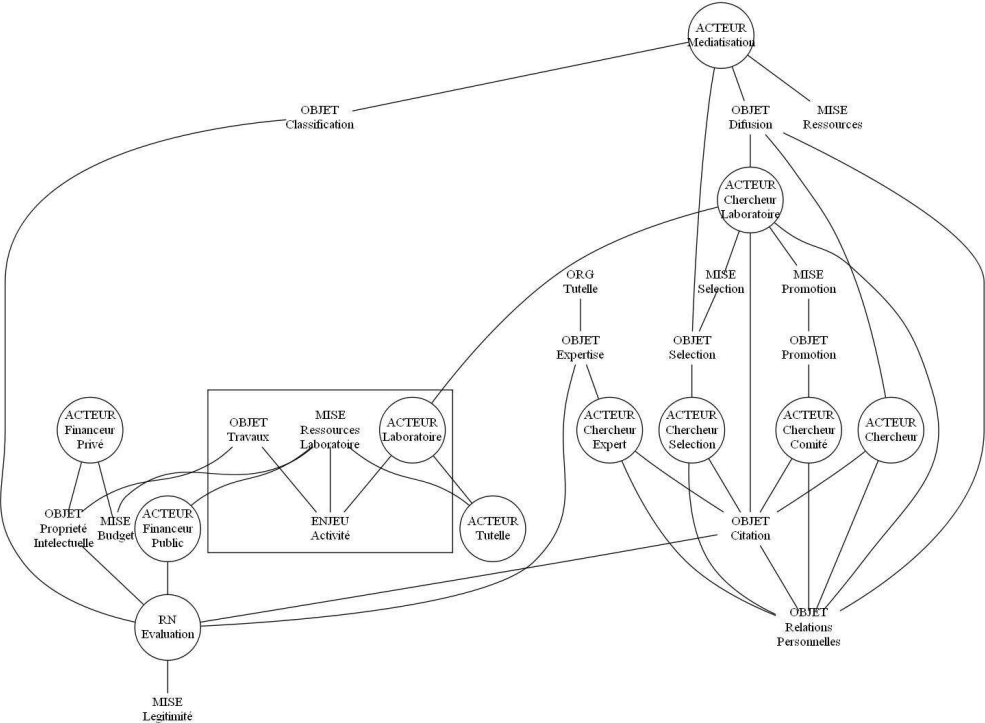 ACTEUR
Mediatisation
OBJET
Classification
OBJET
Difusion
MISE
Ressources
ACTEUR
Chercheur
Laboratoire
ORG
Tutelle
MISE
Selection
MISE
Promotion
OBJET
Expertise
OBJET
Selection
OBJET
Promotion
ACTEUR
Financeur
Privé
OBJET
Travaux
MISE
Ressources
Laboratoire
ACTEUR
Laboratoire
ACTEUR
Chercheur
Expert
ACTEUR
Chercheur
Selection
ACTEUR
Chercheur
Comité
ACTEUR
Chercheur
OBJET
Proprieté
Intelectuelle
MISE
Budget
ACTEUR
Financeur
Public
ENJEU
Activité
ACTEUR
Tutelle
OBJET
Citation
RN
Evaluation
OBJET
Relations
Personnelles
MISE
Legitimité